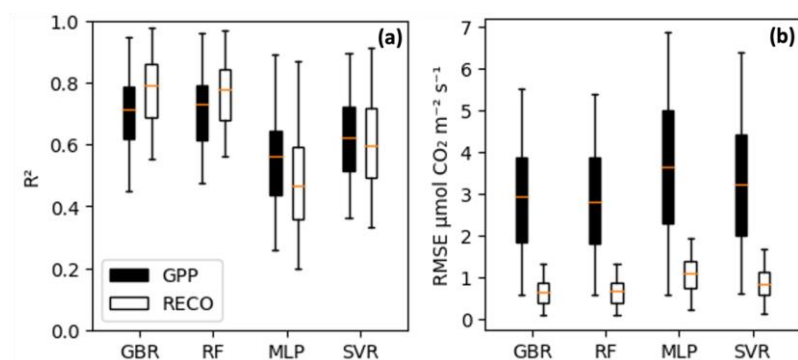 (a)
1.0
0.8
0.6
0.4
0.2
0.0
R²
GPP
RECO
GBR RF MLP SVR
(b)
7
6
5
4
3
2
1
0
RMSE µmol CO₂ m⁻² s⁻¹
GBR RF MLP SVR